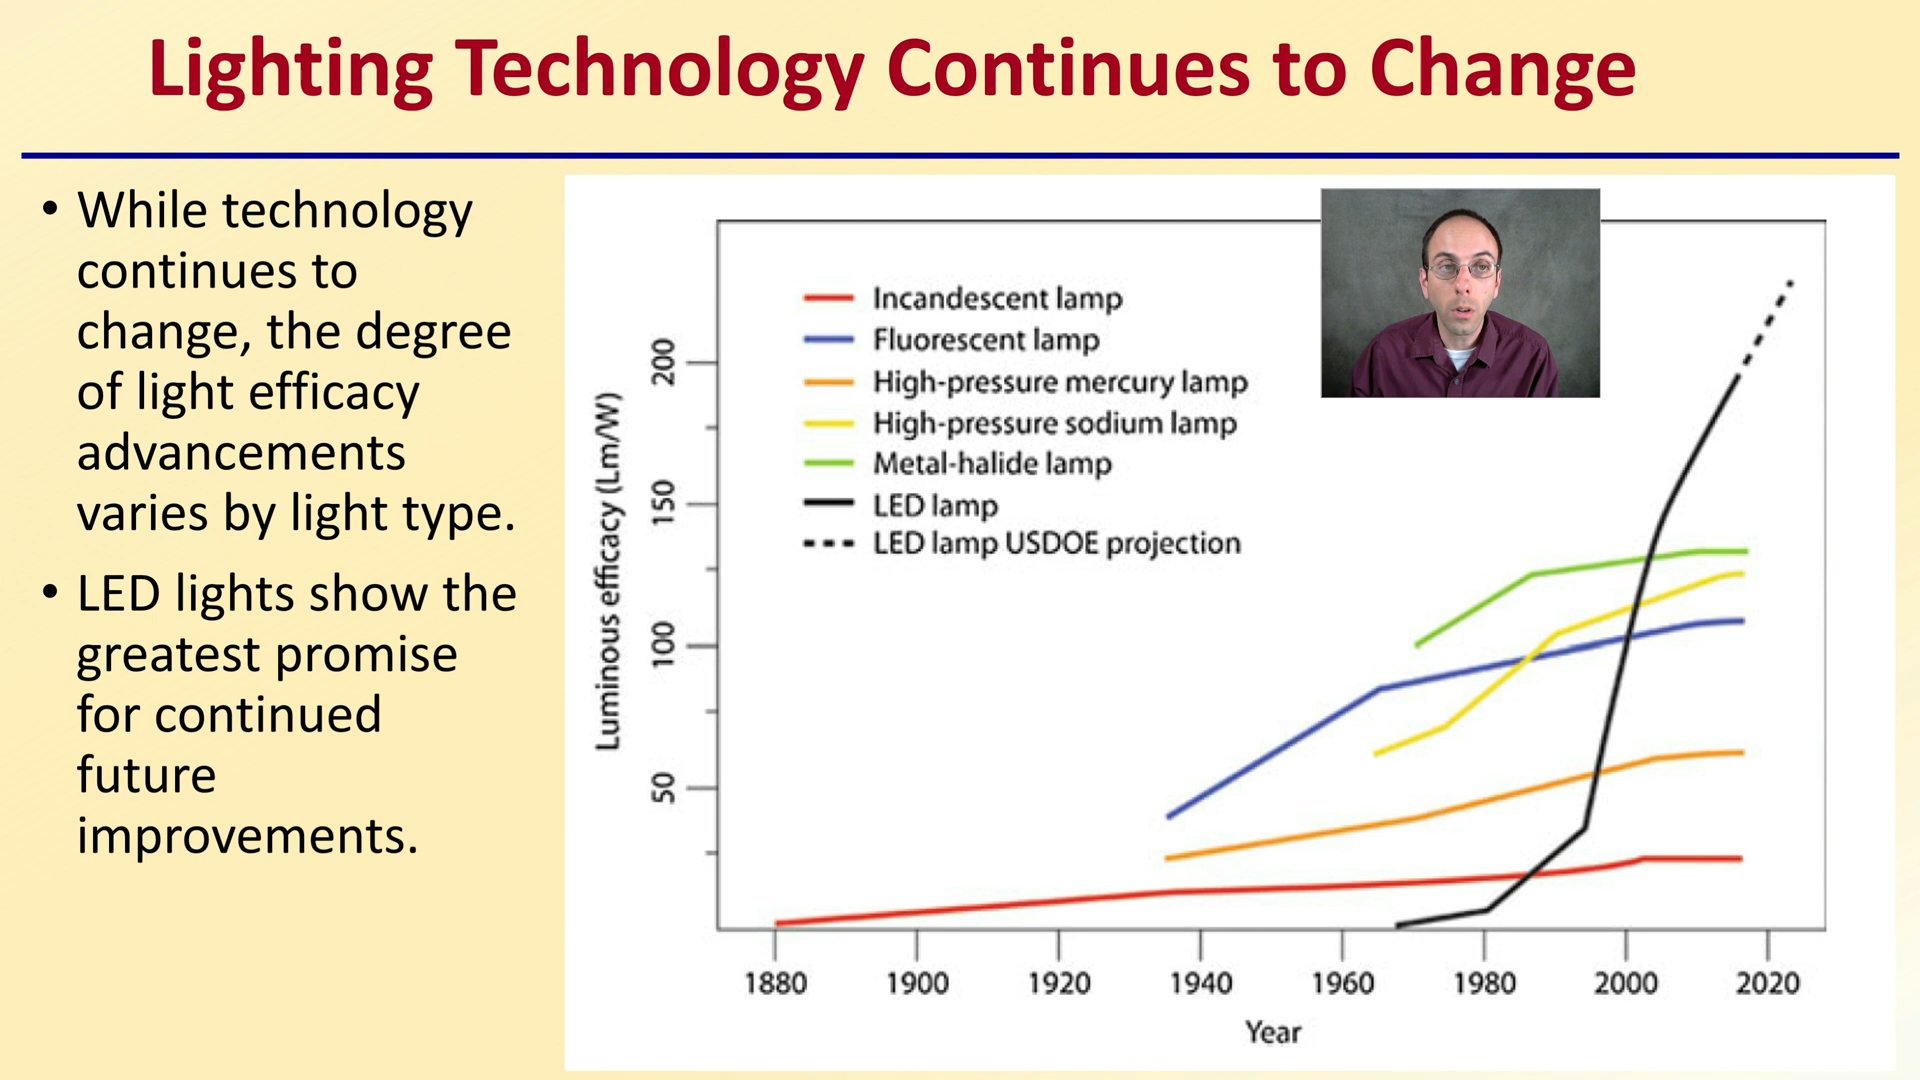 Lighting Technology Continues to Change
• While technology
continues to
change, the degree
of light efficacy
advancements
varies by light type.
• LED lights show the
greatest promise
for continued
future
improvements.
Incandescent lamp
Fluorescent lamp
High-pressure mercury lamp
High-pressure sodium lamp
Metal-halide lamp
LED lamp
LED lamp USDOE projection
Luminous efficacy (Lm/W)
200
150
100
50
1880 1900 1920 1940 1960 1980 2000 2020
Year